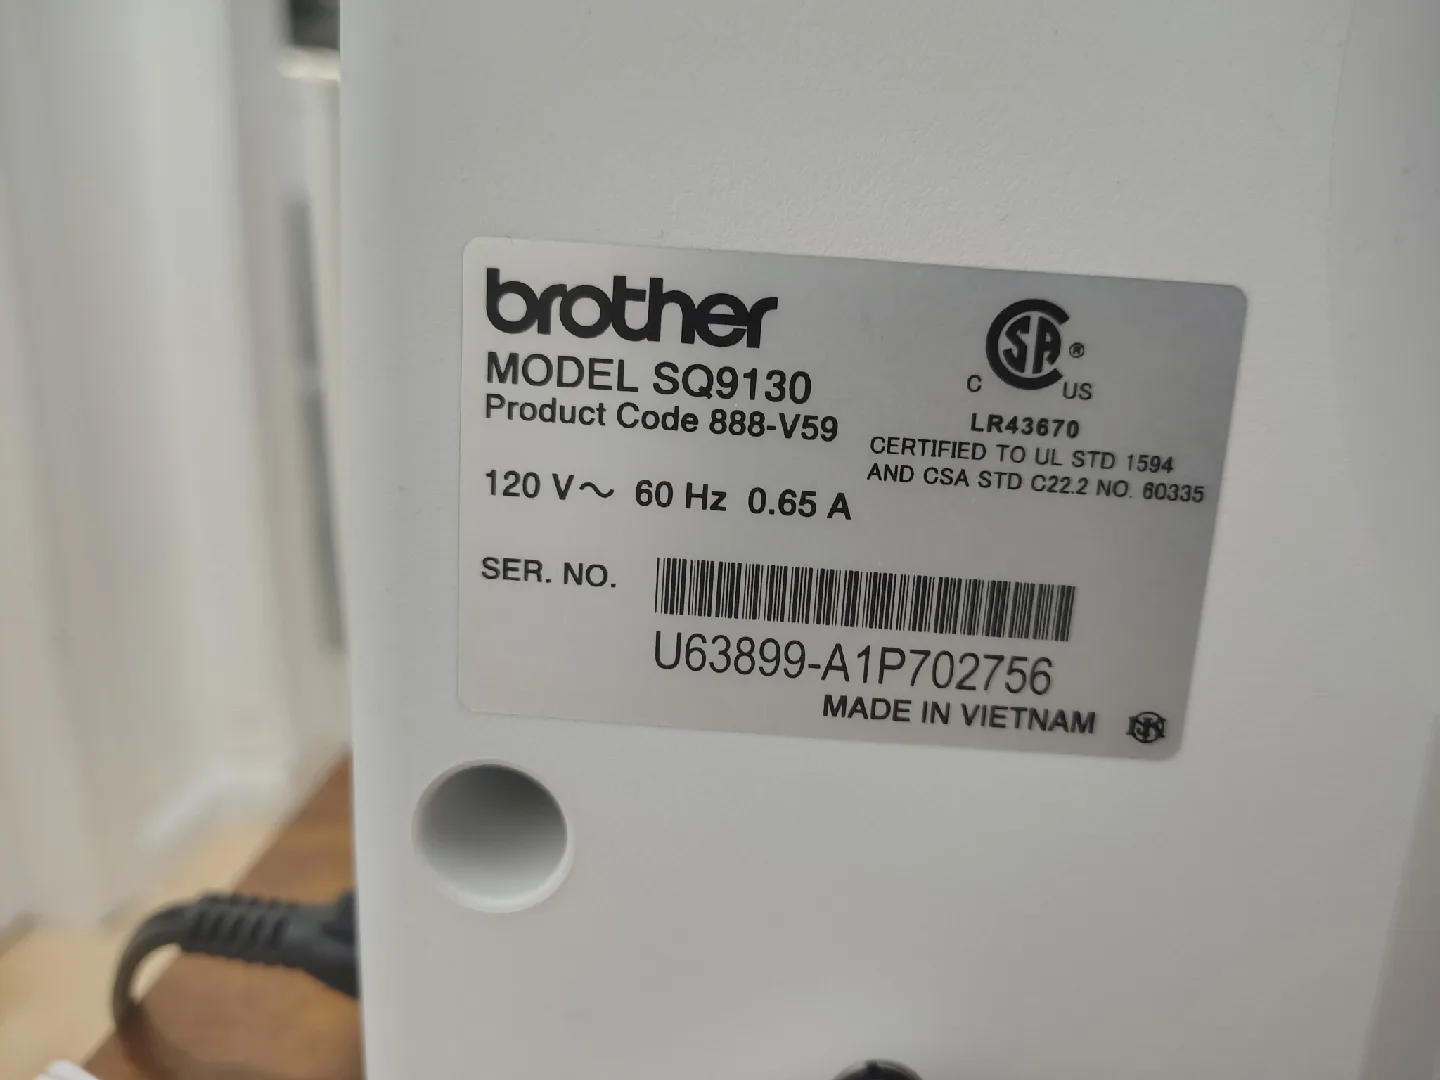 brother
MODEL SQ9130
Product Code 888-V59
120 V～ 60 Hz 0.65 A
SER. NO.
U63899-A1P702756
MADE IN VIETNAM
CSA®
C US
LR43670
CERTIFIED TO UL STD 1594
AND CSA STD C22.2 NO. 60335